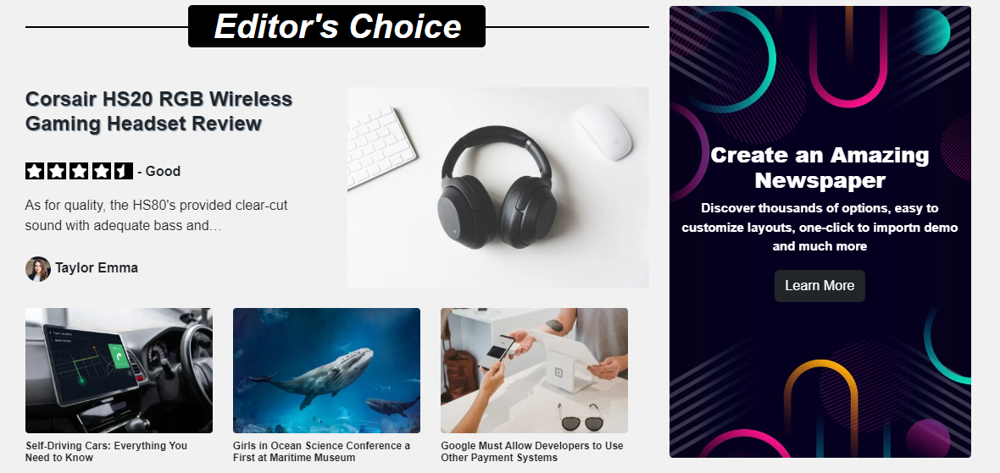 Editor's Choice
Corsair HS20 RGB Wireless
Gaming Headset Review
- Good
As for quality, the HS80's provided clear-cut
sound with adequate bass and…
Taylor Emma
Self-Driving Cars: Everything You
Need to Know
Girls in Ocean Science Conference a
First at Maritime Museum
Google Must Allow Developers to Use
Other Payment Systems
Create an Amazing
Newspaper
Discover thousands of options, easy to
customize layouts, one-click to importn demo
and much more
Learn More